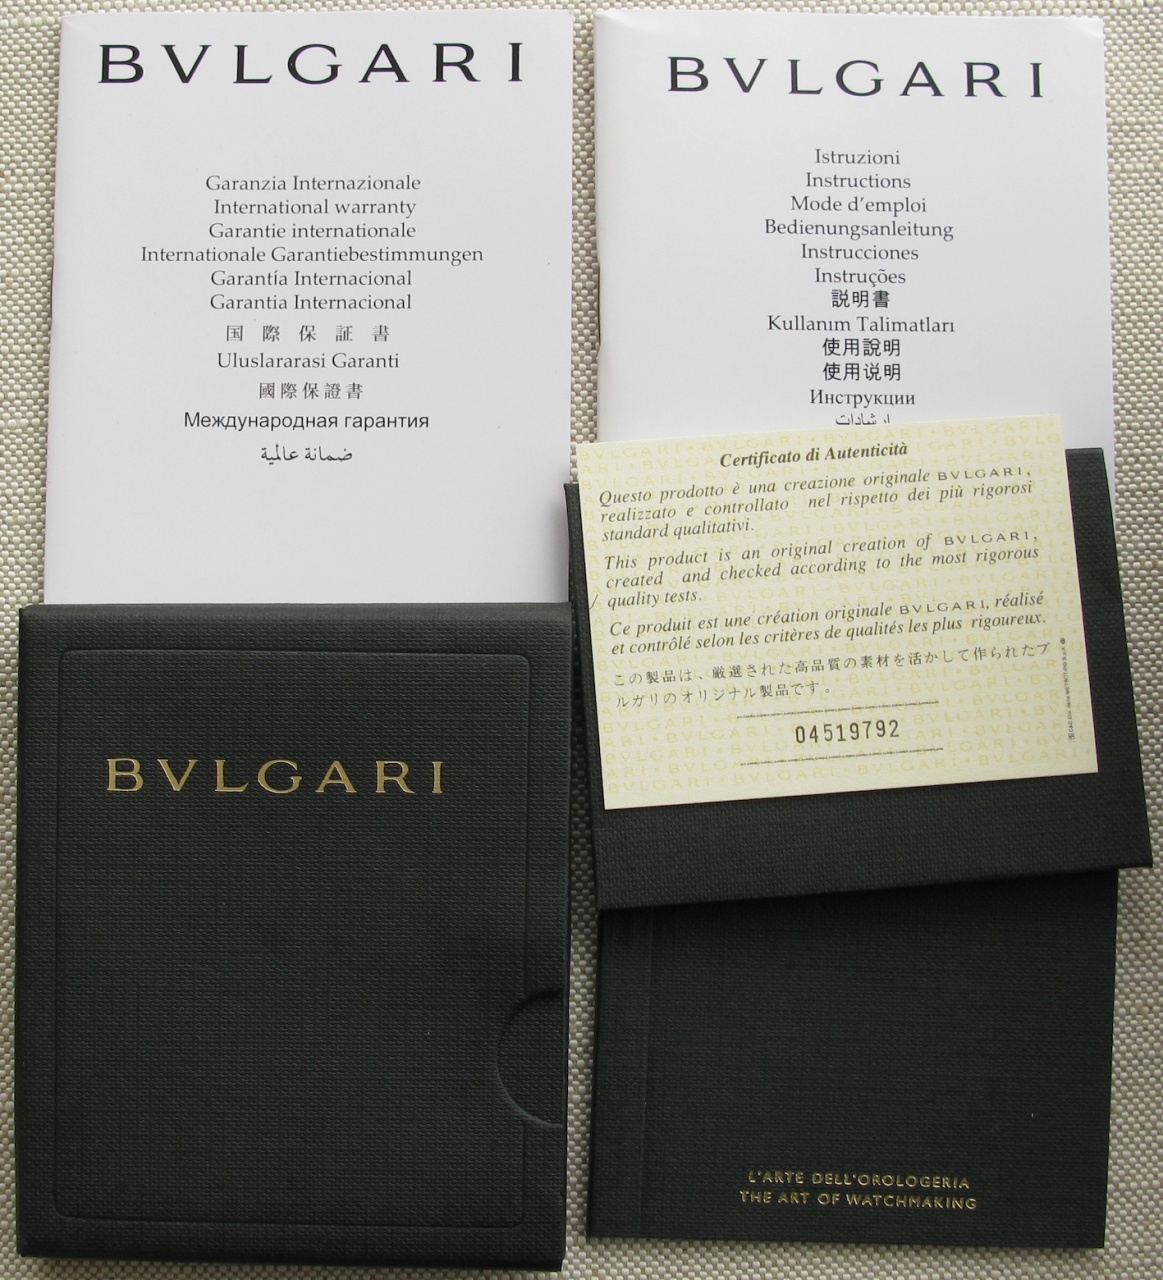 BVLGARI
Garanzia Internazionale
International warranty
Garantie internationale
Internationale Garantiebestimmungen
Garantía Internacional
Garantia Internacional
国際保証書
Uluslararasi Garanti
國際保證書
Международная гарантия
ضمانة عالمية
BVLGARI
Istruzioni
Instructions
Mode d'emploi
Bedienungsanleitung
Instrucciones
Instruções
説明書
Kullanım Talimatları
使用說明
使用说明
Инструкции
إرشادات
Certificato di Autenticità
Questo prodotto è una creazione originale BVLGARI,
realizzato e controllato nel rispetto dei più rigorosi
standard qualitativi.
This product is an original creation of BVLGARI,
created and checked according to the most rigorous
quality tests.
Ce produit est une création originale BVLGARI, réalisé
et contrôlé selon les critères de qualités les plus rigoureux.
この製品は、厳選された高品質の素材を活かして作られたブ
ルガリのオリジナル製品です。
04519792
BVLGARI
L'ARTE DELL'OROLOGERIA
THE ART OF WATCHMAKING